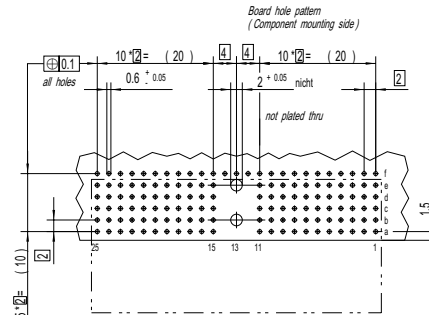 Board hole pattern
(Component mounting side)
10 * 2 = ( 20 ) 4 4 10 * 2 = ( 20 )
⌖ 0.1
all holes
0.6 + - 0.05
2 + 0.05 nicht
2
not plated thru
f
e
d
c
b
a
25 15 13 11 1
1.5
2
5 * 2 = ( 10 )